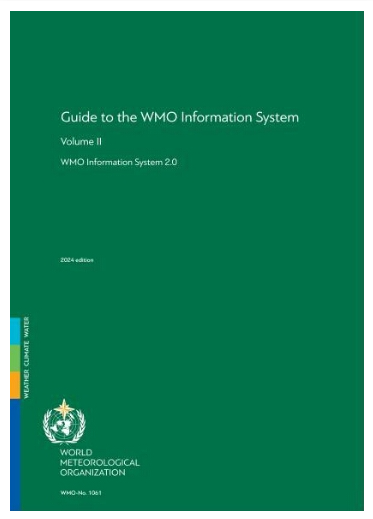 Guide to the WMO Information System
Volume II
WMO Information System 2.0
2024 edition
WEATHER CLIMATE WATER
WORLD
METEOROLOGICAL
ORGANIZATION
WMO-No. 1061